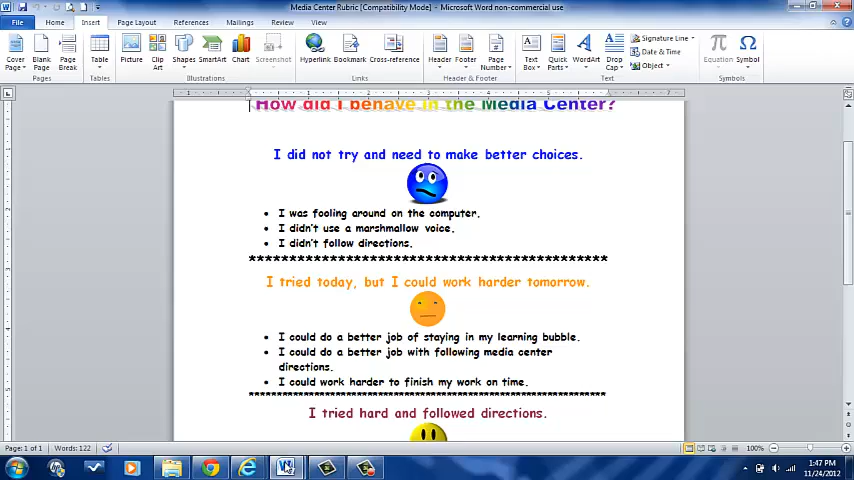 Media Center Rubric [Compatibility Mode] - Microsoft Word non-commercial use
File Home Insert Page Layout References Mailings Review View
Cover Page Blank Page Page Break Table Picture Clip Art Shapes SmartArt Chart Screenshot Hyperlink Bookmark Cross-reference Header Footer Page Number Text Box Quick Parts WordArt Drop Cap Signature Line Date & Time Object Equation Symbol
Pages Tables Illustrations Links Header & Footer Text Symbols
How did I behave in the Media Center?
I did not try and need to make better choices.
• I was fooling around on the computer.
• I didn't use a marshmallow voice.
• I didn't follow directions.
*******************************************
I tried today, but I could work harder tomorrow.
• I could do a better job of staying in my learning bubble.
• I could do a better job with following media center
directions.
• I could work harder to finish my work on time.
*****************************************************
I tried hard and followed directions.
Page: 1 of 1 Words: 122 100%
1:47 PM
11/24/2012